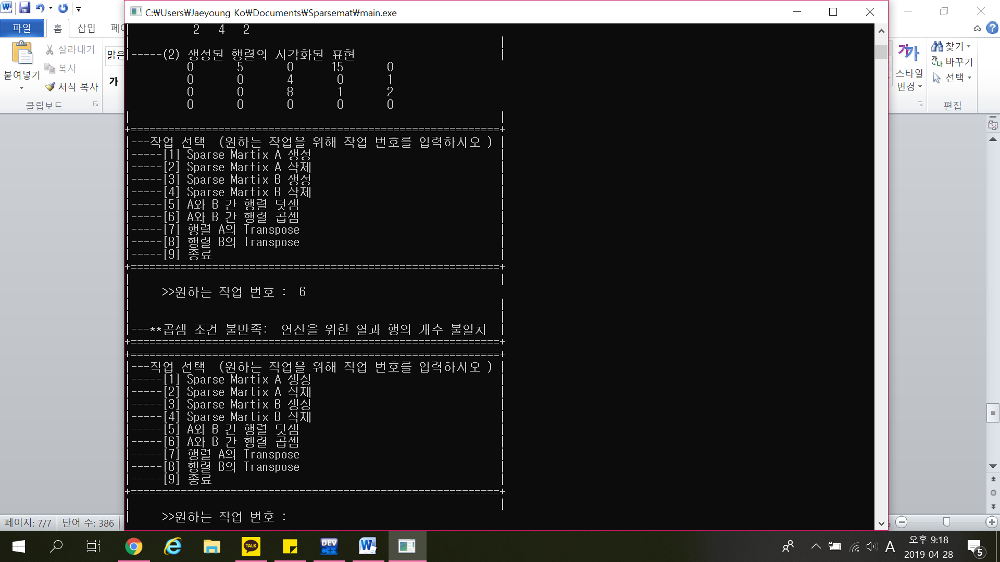 C:\Users\Jaeyoung Ko\Documents\Sparsemat\main.exe
파일 홈 삽입
잘라내기
복사
붙여넣기
서식 복사
클립보드
맑은
가
가가
스타일
변경
찾기
바꾸기
선택
편집
2 4 2
| |
|-----(2) 생성된 행렬의 시각화된 표현 |
0 5 0 15 0
0 0 4 0 1
0 0 8 1 2
0 0 0 0 0
| |
+===========================================================+
|---작업 선택 (원하는 작업을 위해 작업 번호를 입력하시오 ) |
|-----[1] Sparse Martix A 생성 |
|-----[2] Sparse Martix A 삭제 |
|-----[3] Sparse Martix B 생성 |
|-----[4] Sparse Martix B 삭제 |
|-----[5] A와 B 간 행렬 덧셈 |
|-----[6] A와 B 간 행렬 곱셈 |
|-----[7] 행렬 A의 Transpose |
|-----[8] 행렬 B의 Transpose |
|-----[9] 종료 |
+===========================================================+
| |
| >>원하는 작업 번호 : 6
| |
| |
|---**곱셈 조건 불만족: 연산을 위한 열과 행의 개수 불일치 |
+===========================================================+
+===========================================================+
|---작업 선택 (원하는 작업을 위해 작업 번호를 입력하시오 ) |
|-----[1] Sparse Martix A 생성 |
|-----[2] Sparse Martix A 삭제 |
|-----[3] Sparse Martix B 생성 |
|-----[4] Sparse Martix B 삭제 |
|-----[5] A와 B 간 행렬 덧셈 |
|-----[6] A와 B 간 행렬 곱셈 |
|-----[7] 행렬 A의 Transpose |
|-----[8] 행렬 B의 Transpose |
|-----[9] 종료 |
+===========================================================+
| |
| >>원하는 작업 번호 :
페이지: 7/7 단어 수: 386
TALK
DEV
C++
A
오후 9:18
2019-04-28
5